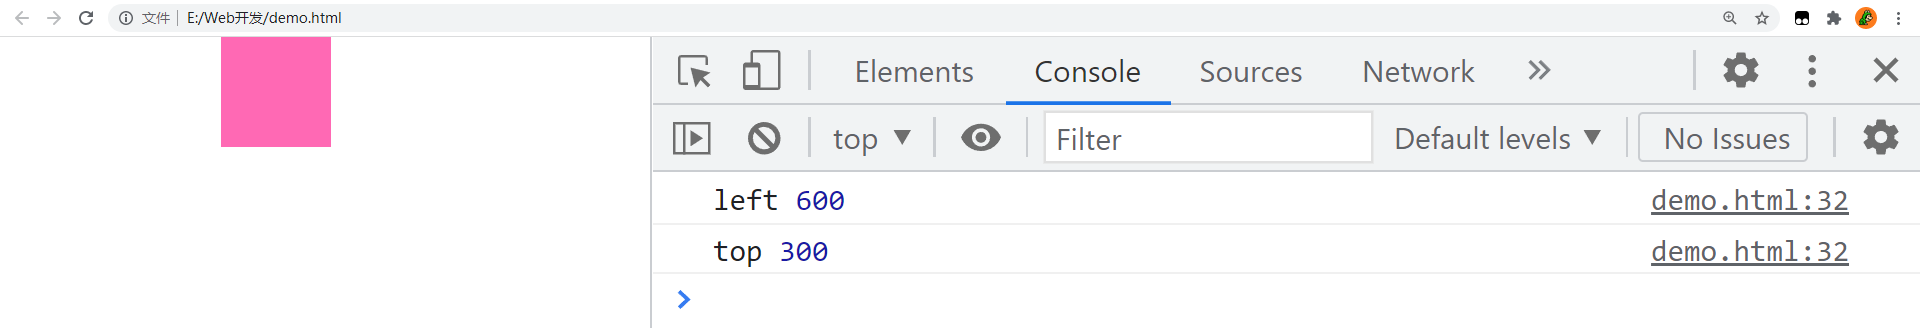 文件 E:/Web开发/demo.html
Elements Console Sources Network
top Filter Default levels No Issues
left 600 demo.html:32
top 300 demo.html:32